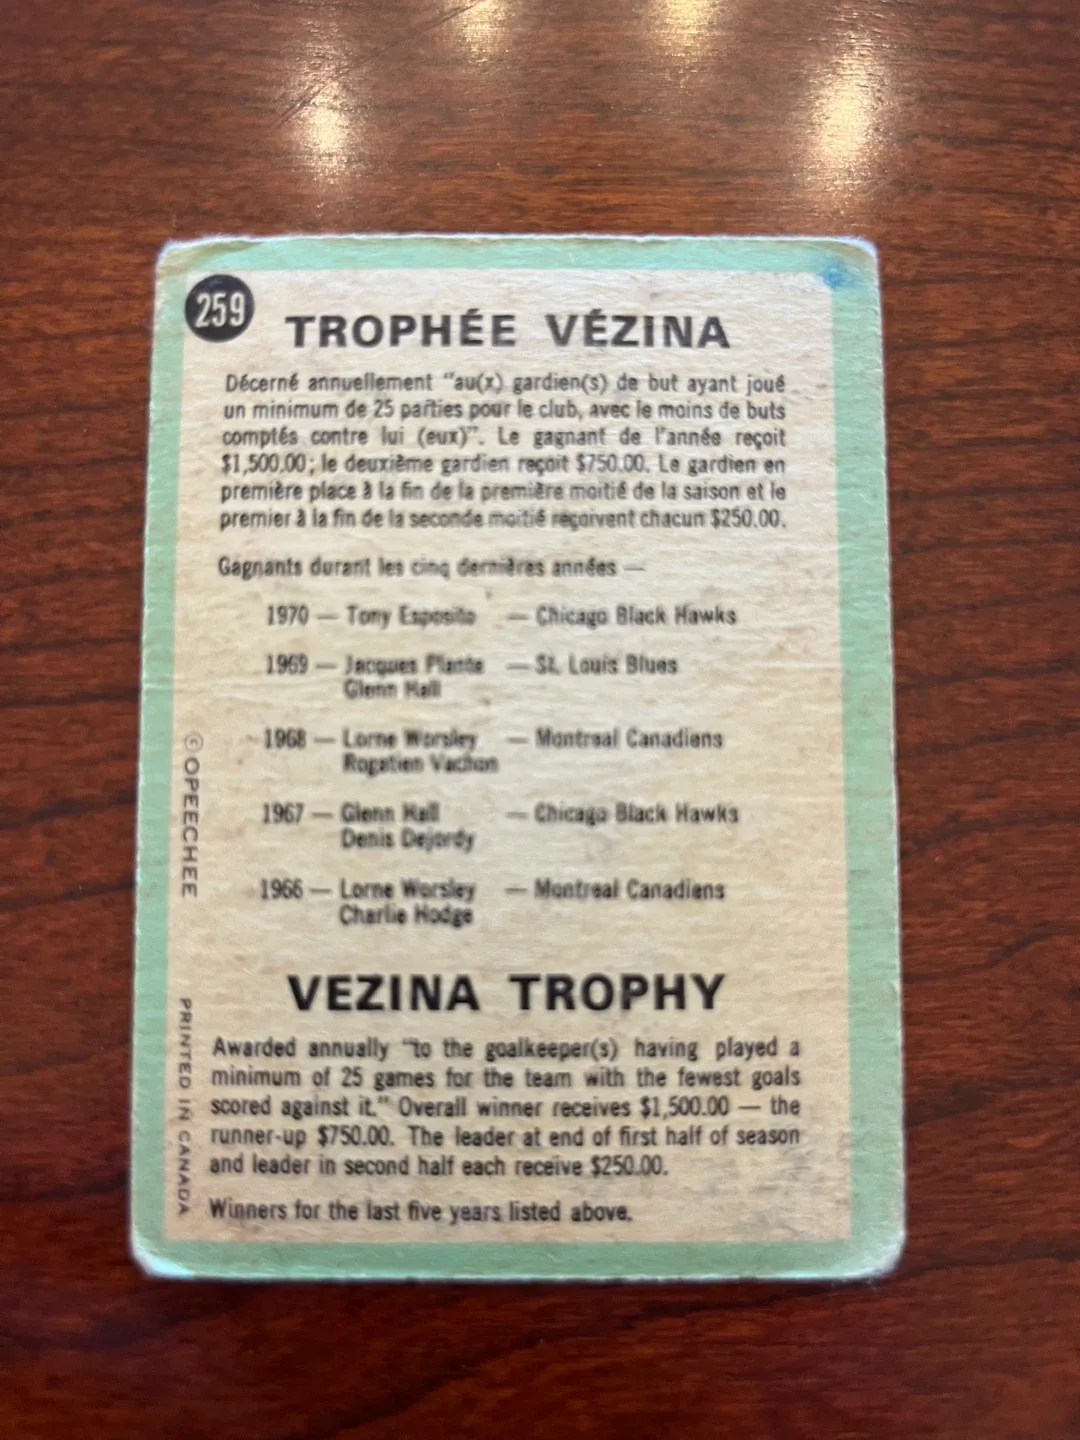 259
TROPHÉE VÉZINA
Décerné annuellement "au(x) gardien(s) de but ayant joué
un minimum de 25 parties pour le club, avec le moins de buts
comptés contre lui (eux)". Le gagnant de l'année reçoit
$1,500.00; le deuxième gardien reçoit $750.00. Le gardien en
première place à la fin de la première moitié de la saison et le
premier à la fin de la seconde moitié reçoivent chacun $250.00.
Gagnants durant les cinq dernières années —
1970 — Tony Esposito — Chicago Black Hawks
1969 — Jacques Plante — St. Louis Blues
Glenn Hall
1968 — Lorne Worsley — Montreal Canadiens
Rogatien Vachon
1967 — Glenn Hall — Chicago Black Hawks
Denis Dejordy
1966 — Lorne Worsley — Montreal Canadiens
Charlie Hodge
VEZINA TROPHY
Awarded annually "to the goalkeeper(s) having played a
minimum of 25 games for the team with the fewest goals
scored against it." Overall winner receives $1,500.00 — the
runner-up $750.00. The leader at end of first half of season
and leader in second half each receive $250.00.
Winners for the last five years listed above.
© OPEECHEE
PRINTED IN CANADA